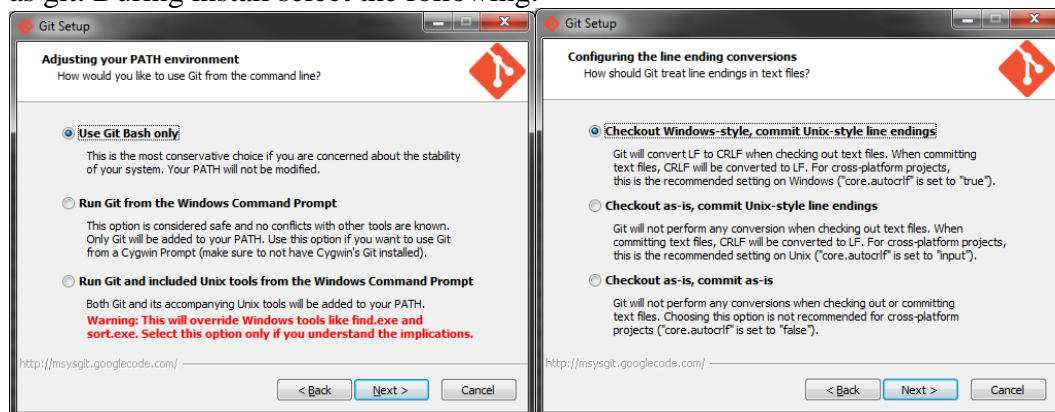 as git. During install select the following:
Git Setup
Adjusting your PATH environment
How would you like to use Git from the command line?
Use Git Bash only
This is the most conservative choice if you are concerned about the stability
of your system. Your PATH will not be modified.
Run Git from the Windows Command Prompt
This option is considered safe and no conflicts with other tools are known.
Only Git will be added to your PATH. Use this option if you want to use Git
from a Cygwin Prompt (make sure to not have Cygwin's Git installed).
Run Git and included Unix tools from the Windows Command Prompt
Both Git and its accompanying Unix tools will be added to your PATH.
Warning: This will override Windows tools like find.exe and
sort.exe. Select this option only if you understand the implications.
http://msysgit.googlecode.com/
< Back
Next >
Cancel
Git Setup
Configuring the line ending conversions
How should Git treat line endings in text files?
Checkout Windows-style, commit Unix-style line endings
Git will convert LF to CRLF when checking out text files. When committing
text files, CRLF will be converted to LF. For cross-platform projects,
this is the recommended setting on Windows ("core.autocrlf" is set to "true").
Checkout as-is, commit Unix-style line endings
Git will not perform any conversion when checking out text files. When
committing text files, CRLF will be converted to LF. For cross-platform projects,
this is the recommended setting on Unix ("core.autocrlf" is set to "input").
Checkout as-is, commit as-is
Git will not perform any conversions when checking out or committing
text files. Choosing this option is not recommended for cross-platform
projects ("core.autocrlf" is set to "false").
http://msysgit.googlecode.com/
< Back
Next >
Cancel